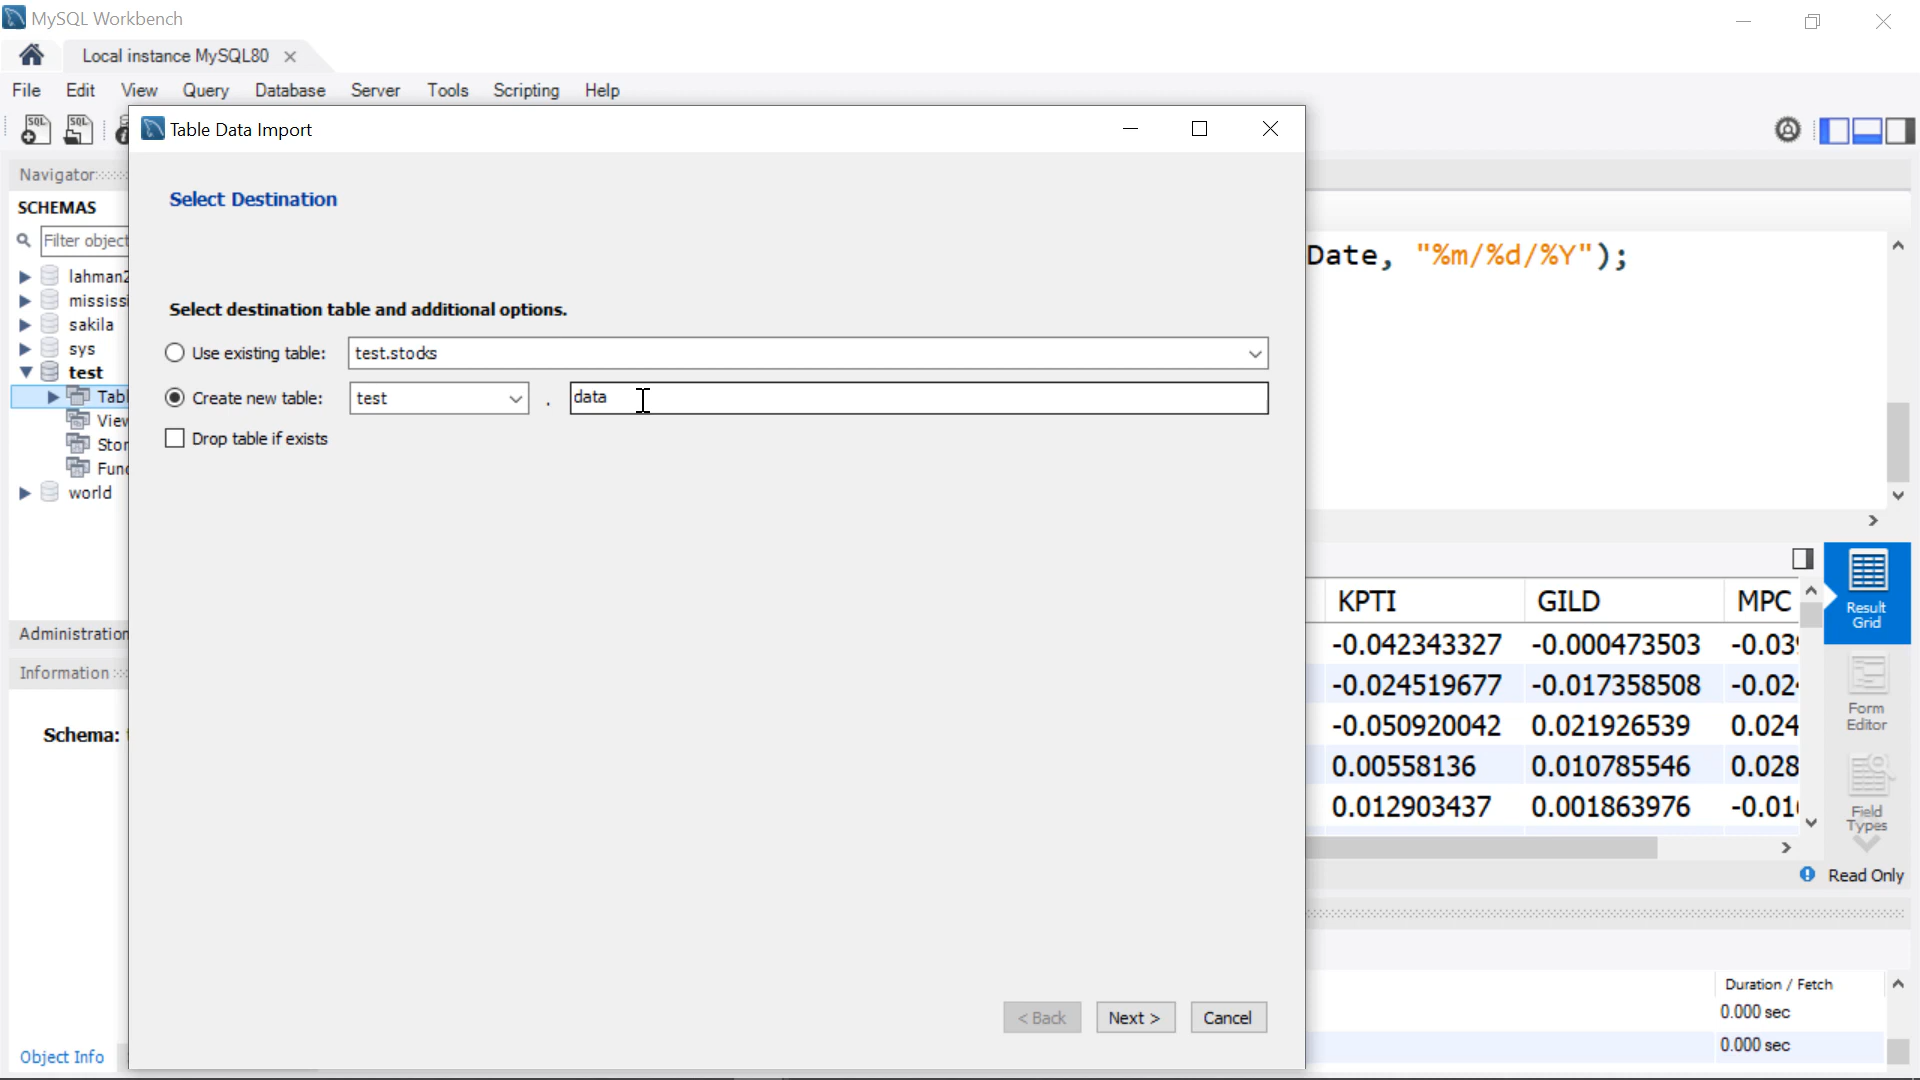 MySQL Workbench
Local instance MySQL80
File Edit View Query Database Server Tools Scripting Help
SQL SQL
Table Data Import
Navigator
SCHEMAS
Filter object
lahman2
mississi
sakila
sys
test
Tabl
View
Stor
Func
world
Administration
Information
Schema:
Object Info
Select Destination
Select destination table and additional options.
Use existing table: test.stocks
Create new table: test . data
Drop table if exists
< Back Next > Cancel
Date, "%m/%d/%Y");
KPTI GILD MPC
-0.042343327 -0.000473503 -0.03
-0.024519677 -0.017358508 -0.02
-0.050920042 0.021926539 0.024
0.00558136 0.010785546 0.028
0.012903437 0.001863976 -0.01
Result
Grid
Form
Editor
Field
Types
Read Only
Duration / Fetch
0.000 sec
0.000 sec